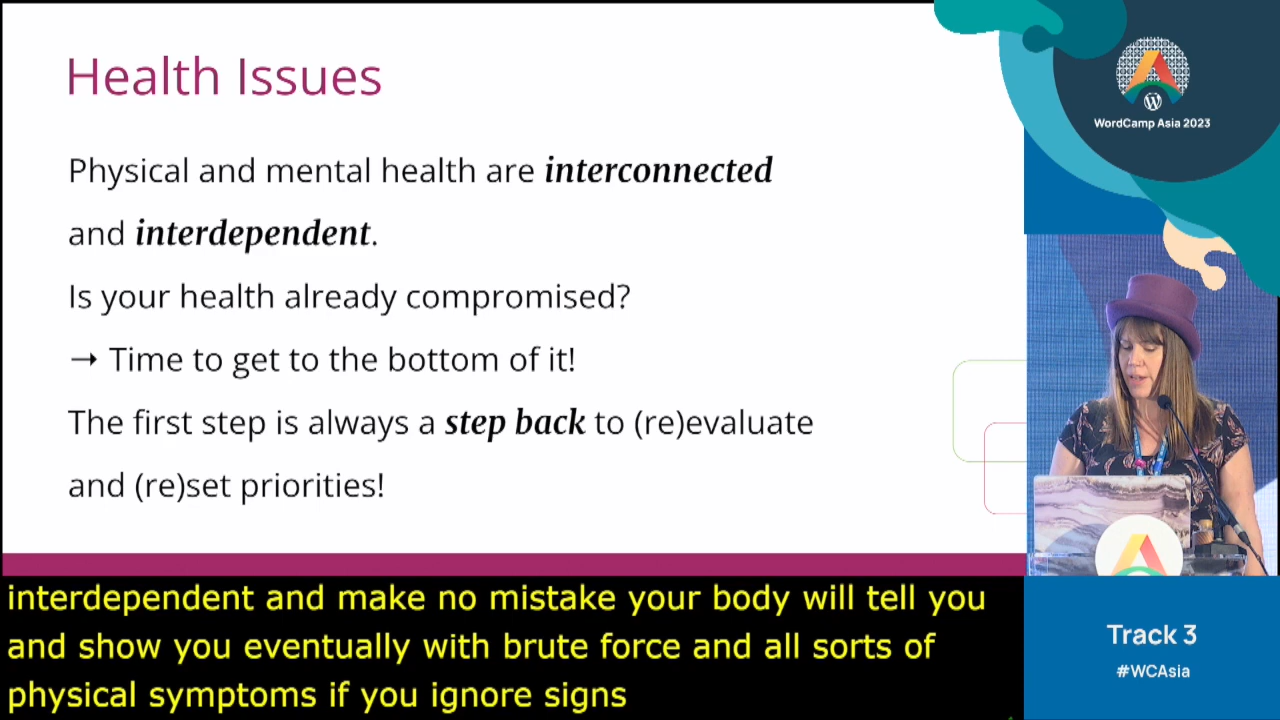 Health Issues
Physical and mental health are interconnected
and interdependent.
Is your health already compromised?
→ Time to get to the bottom of it!
The first step is always a step back to (re)evaluate
and (re)set priorities!
interdependent and make no mistake your body will tell you
and show you eventually with brute force and all sorts of
physical symptoms if you ignore signs
WordCamp Asia 2023
Track 3
#WCAsia